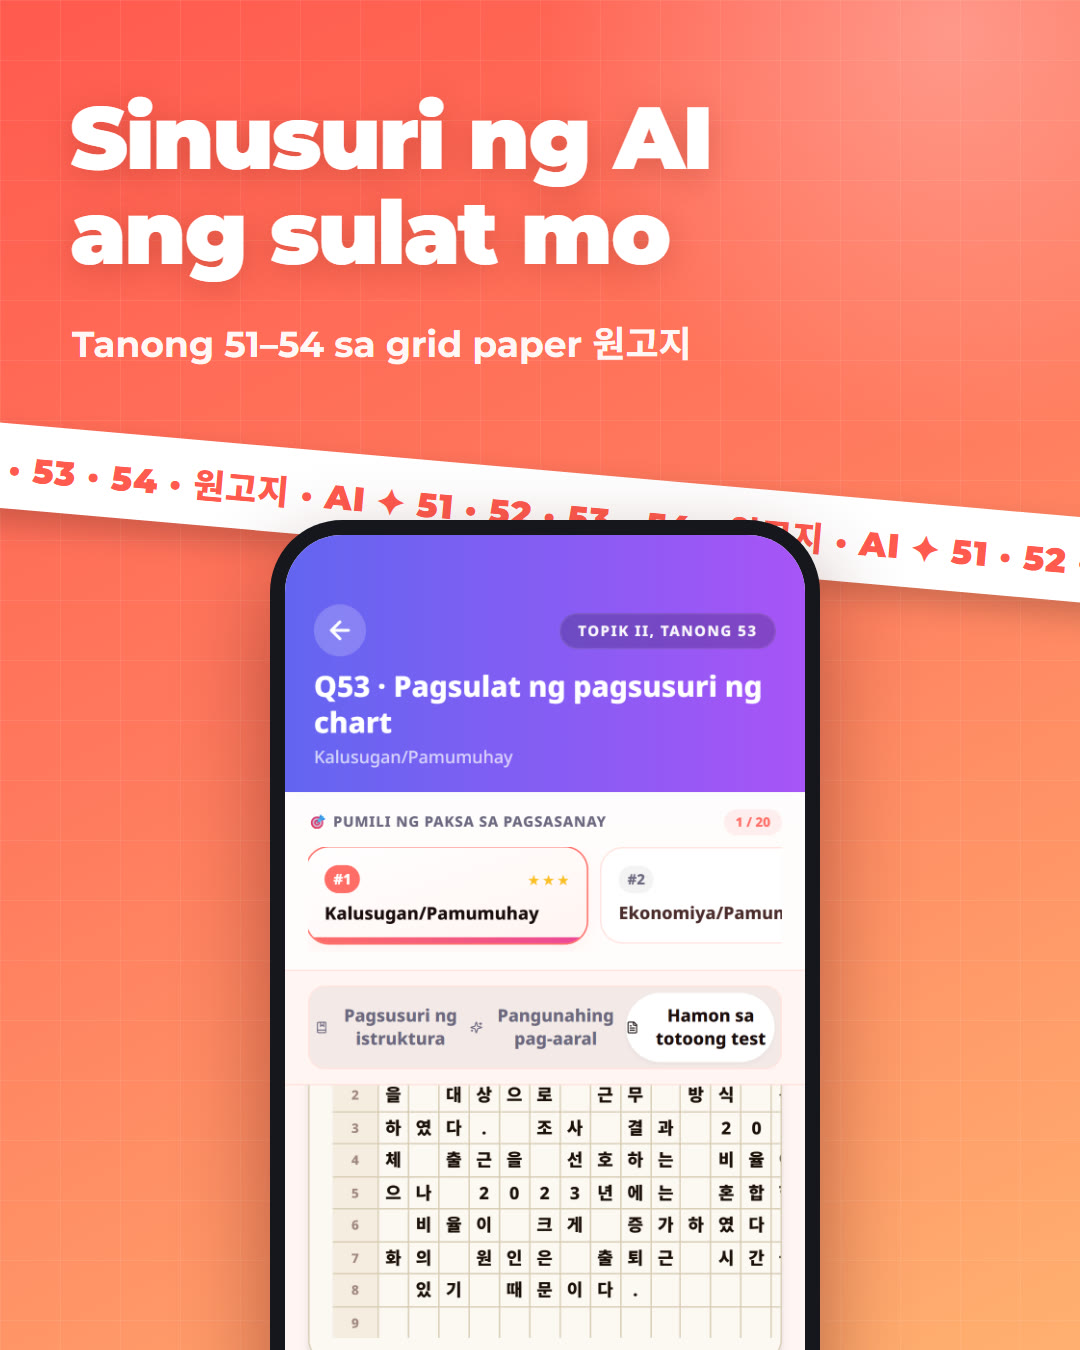 Sinusuri ng AI
ang sulat mo
Tanong 51–54 sa grid paper 원고지
· 53 · 54 · 원고지 · AI ✦ 51 · 52 · 53 · 54 · 원고지 · AI ✦ 51 · 52 ·
TOPIK II, TANONG 53
Q53 · Pagsulat ng pagsusuri ng
chart
Kalusugan/Pamumuhay
PUMILI NG PAKSA SA PAGSASANAY
1 / 20
#1 ★★★
Kalusugan/Pamumuhay
#2
Ekonomiya/Pamun
Pagsusuri ng
istruktura
Pangunahing
pag-aaral
Hamon sa
totoong test
2 을 대상으로 근무 방식
3 하였다. 조사 결과 20
4 체 출근을 선호하는 비율
5 으나 2023년에는 혼합
6 비율이 크게 증가하였다
7 화의 원인은 출퇴근 시간
8 있기 때문이다.
9